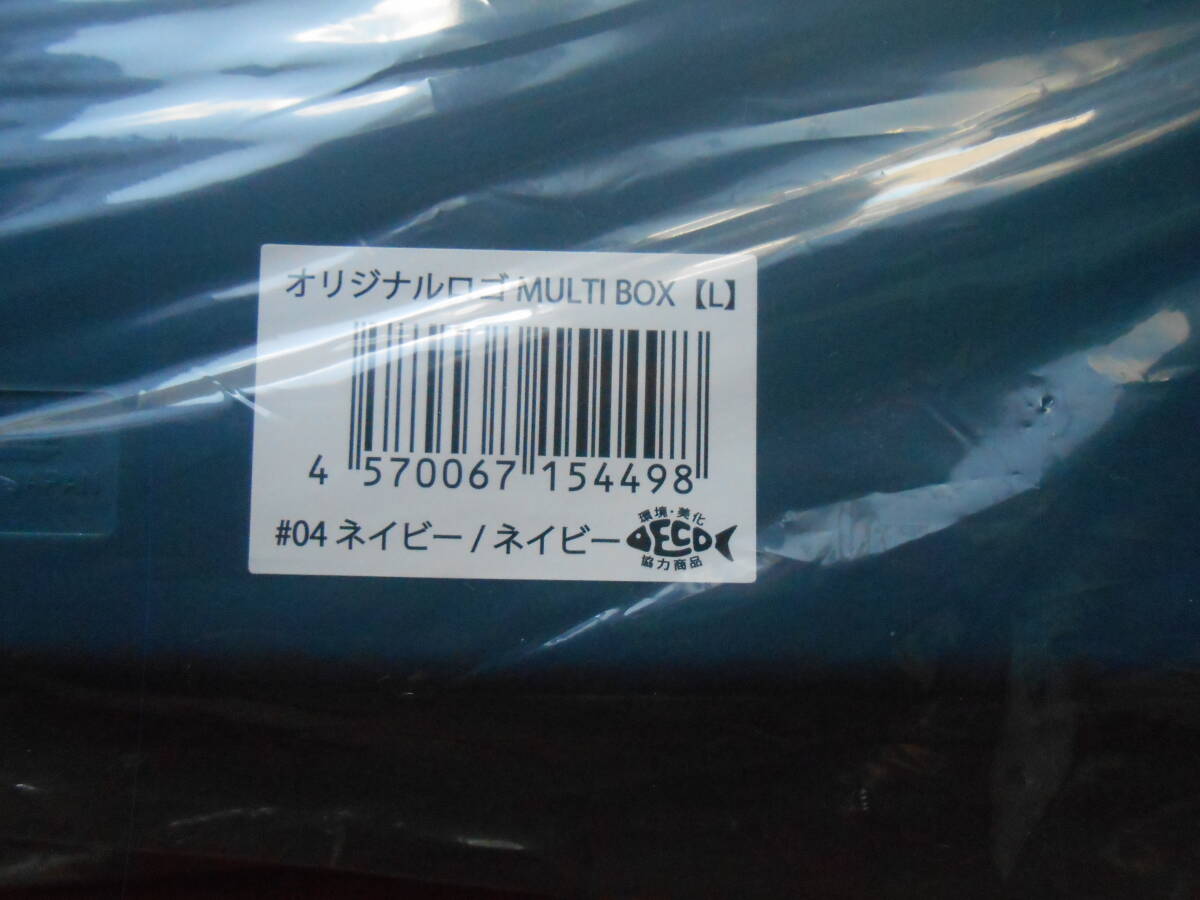 オリジナルロゴ MULTI BOX 【L】
4 570067 154498
#04 ネイビー / ネイビー
環境・美化
ECO
協力商品